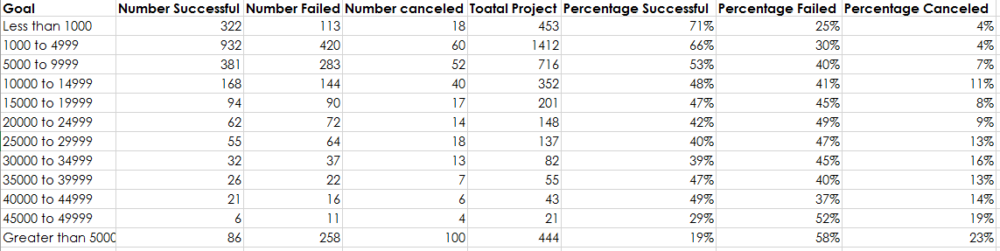 Goal Number Successful Number Failed Number canceled Toatal Project Percentage Successful Percentage Failed Percentage Canceled
Less than 1000 322 113 18 453 71% 25% 4%
1000 to 4999 932 420 60 1412 66% 30% 4%
5000 to 9999 381 283 52 716 53% 40% 7%
10000 to 14999 168 144 40 352 48% 41% 11%
15000 to 19999 94 90 17 201 47% 45% 8%
20000 to 24999 62 72 14 148 42% 49% 9%
25000 to 29999 55 64 18 137 40% 47% 13%
30000 to 34999 32 37 13 82 39% 45% 16%
35000 to 39999 26 22 7 55 47% 40% 13%
40000 to 44999 21 16 6 43 49% 37% 14%
45000 to 49999 6 11 4 21 29% 52% 19%
Greater than 5000 86 258 100 444 19% 58% 23%